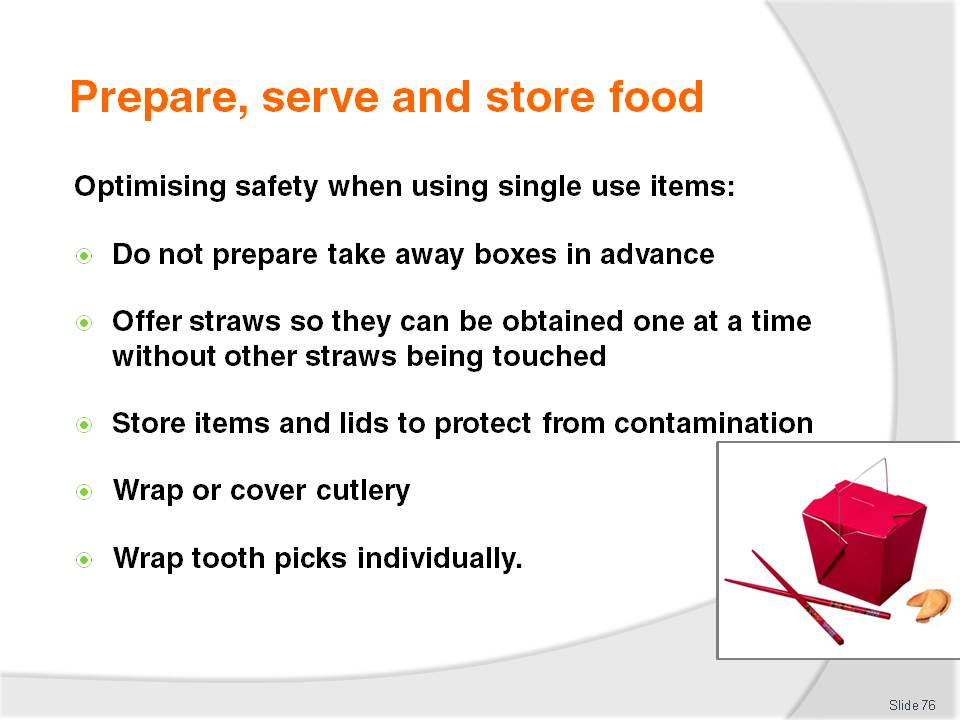 Prepare, serve and store food
Optimising safety when using single use items:
Do not prepare take away boxes in advance
Offer straws so they can be obtained one at a time
without other straws being touched
Store items and lids to protect from contamination
Wrap or cover cutlery
Wrap tooth picks individually.
Slide 76